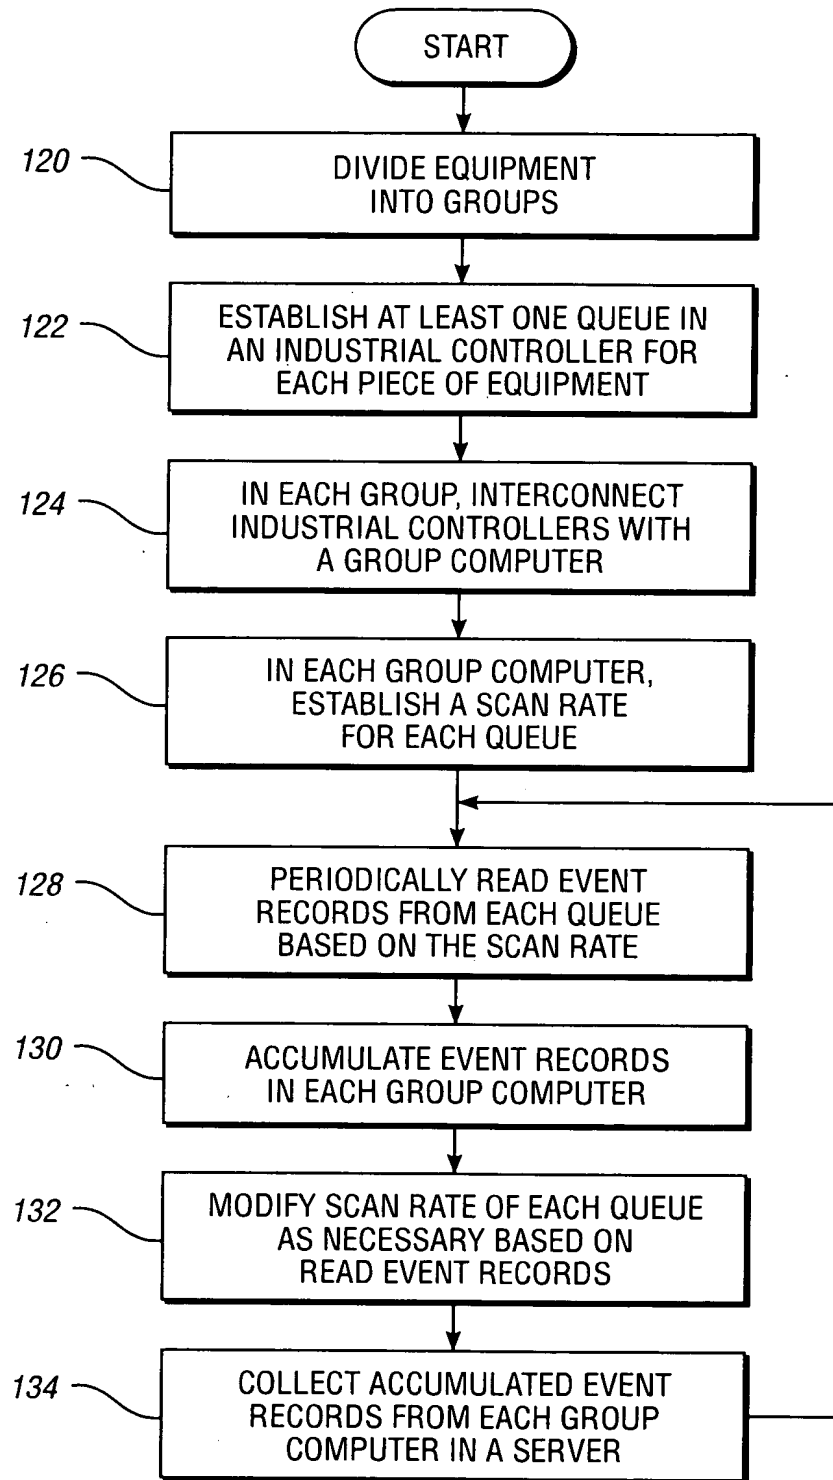 START
120
DIVIDE EQUIPMENT
INTO GROUPS
122
ESTABLISH AT LEAST ONE QUEUE IN
AN INDUSTRIAL CONTROLLER FOR
EACH PIECE OF EQUIPMENT
124
IN EACH GROUP, INTERCONNECT
INDUSTRIAL CONTROLLERS WITH
A GROUP COMPUTER
126
IN EACH GROUP COMPUTER,
ESTABLISH A SCAN RATE
FOR EACH QUEUE
128
PERIODICALLY READ EVENT
RECORDS FROM EACH QUEUE
BASED ON THE SCAN RATE
130
ACCUMULATE EVENT RECORDS
IN EACH GROUP COMPUTER
132
MODIFY SCAN RATE OF EACH QUEUE
AS NECESSARY BASED ON
READ EVENT RECORDS
134
COLLECT ACCUMULATED EVENT
RECORDS FROM EACH GROUP
COMPUTER IN A SERVER